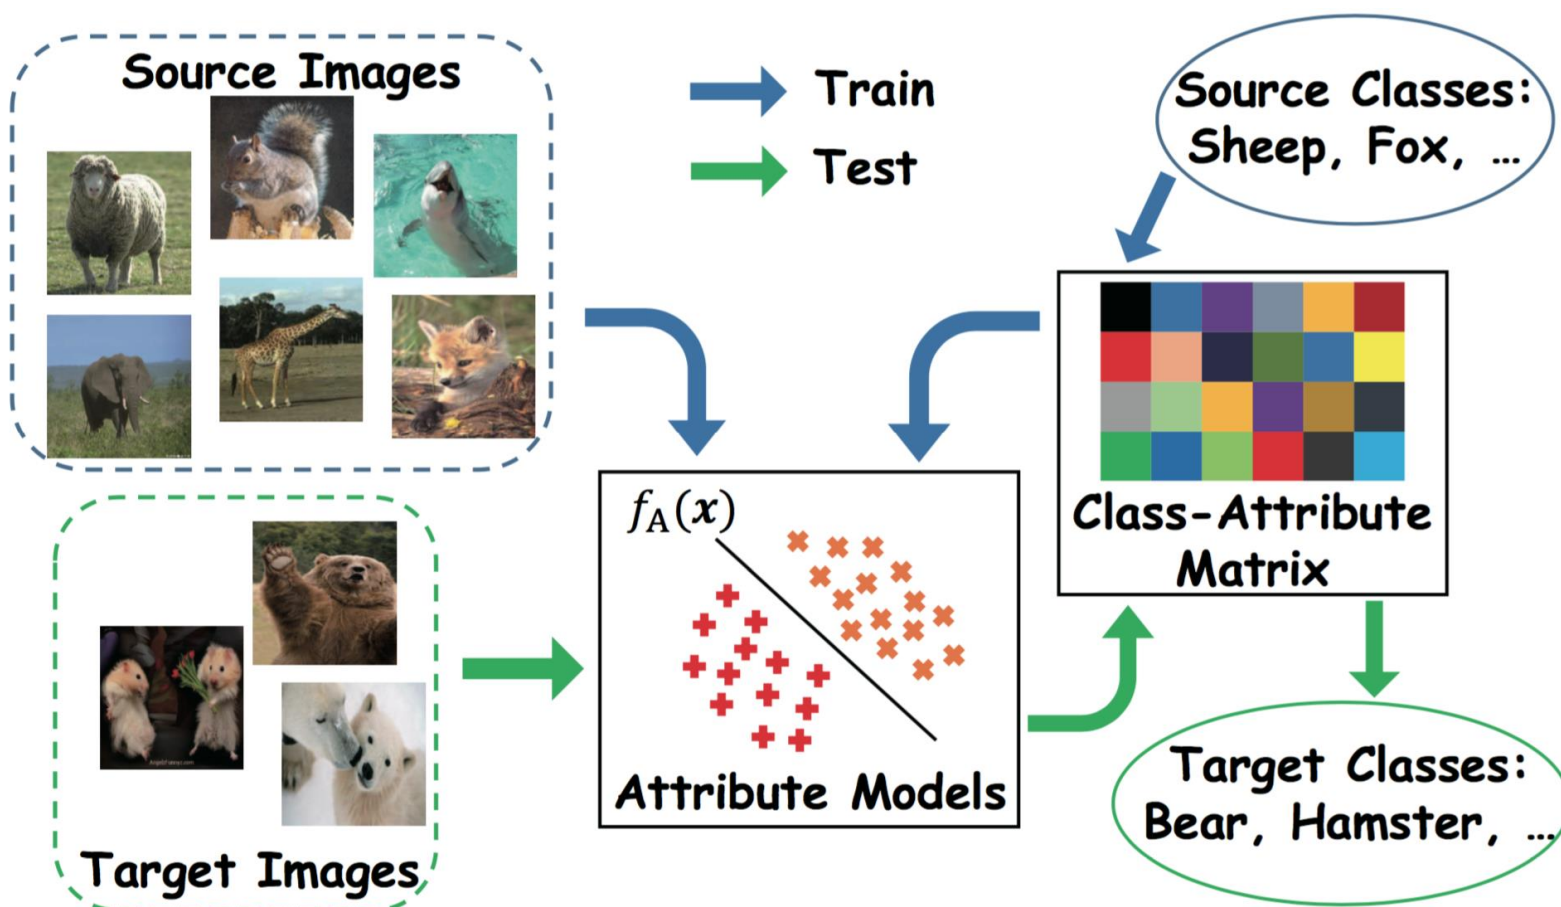 Source Images
Train
Test
Source Classes:
Sheep, Fox, ...
f_A(x)
Class-Attribute
Matrix
Attribute Models
Target Images
Target Classes:
Bear, Hamster, ...